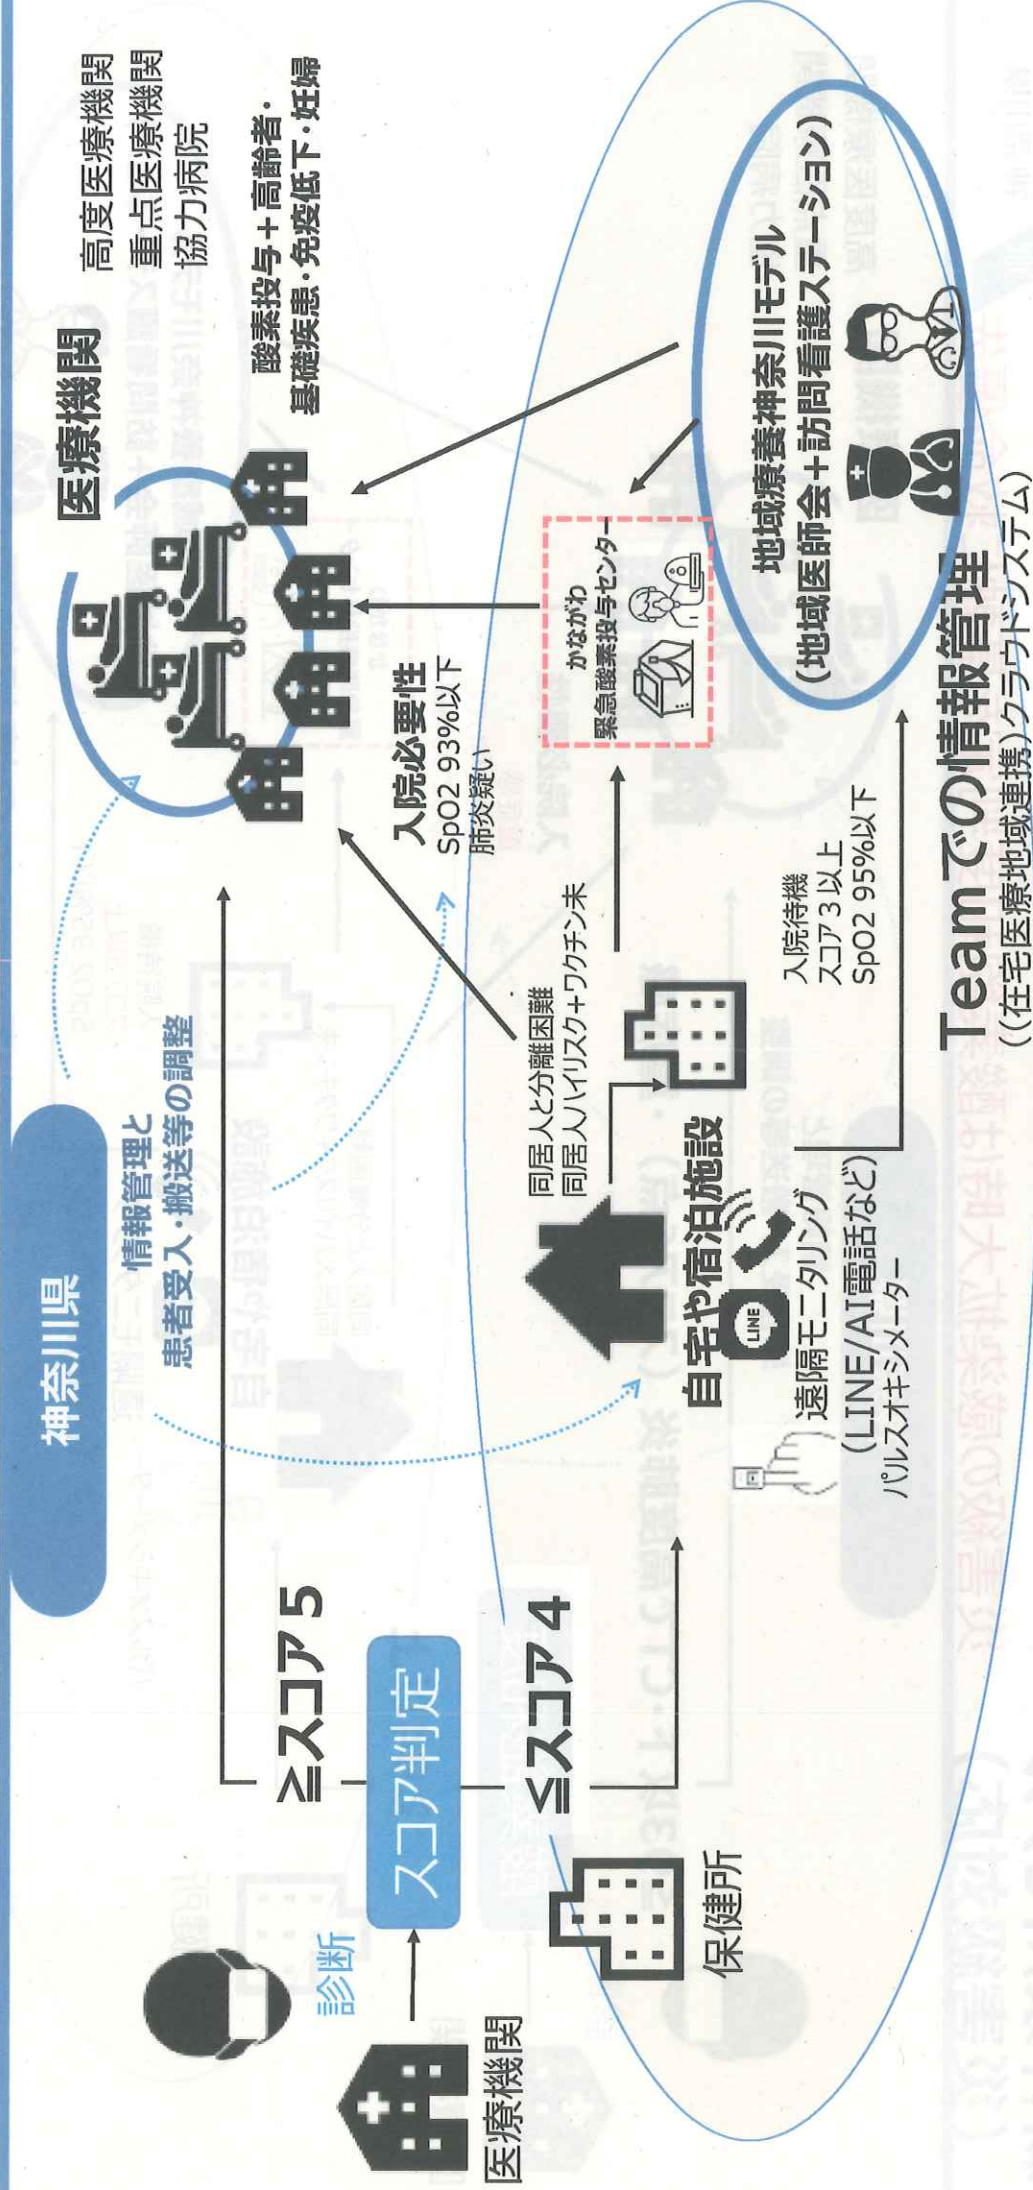 神奈川県
情報管理と
患者受入・搬送等の調整
医療機関
高度医療機関
重点医療機関
協力病院
酸素投与+高齢者・
基礎疾患・免疫低下・妊婦
診断
医療機関
≧スコア5
スコア判定
≦スコア4
保健所
入院必要性
SpO2 93%以下
肺炎疑い
同居人と分離困難
同居人ハイリスク+ワクチン未
自宅や宿泊施設
LINE
遠隔モニタリング
(LINE/AI電話など)
パルスオキシメーター
かながわ
緊急酸素投与センター
入院待機
スコア3以上
SpO2 95%以下
地域療養神奈川モデル
(地域医師会+訪問看護ステーション)
Teamでの情報管理
((在宅医療地域連携)クラウドシステム)